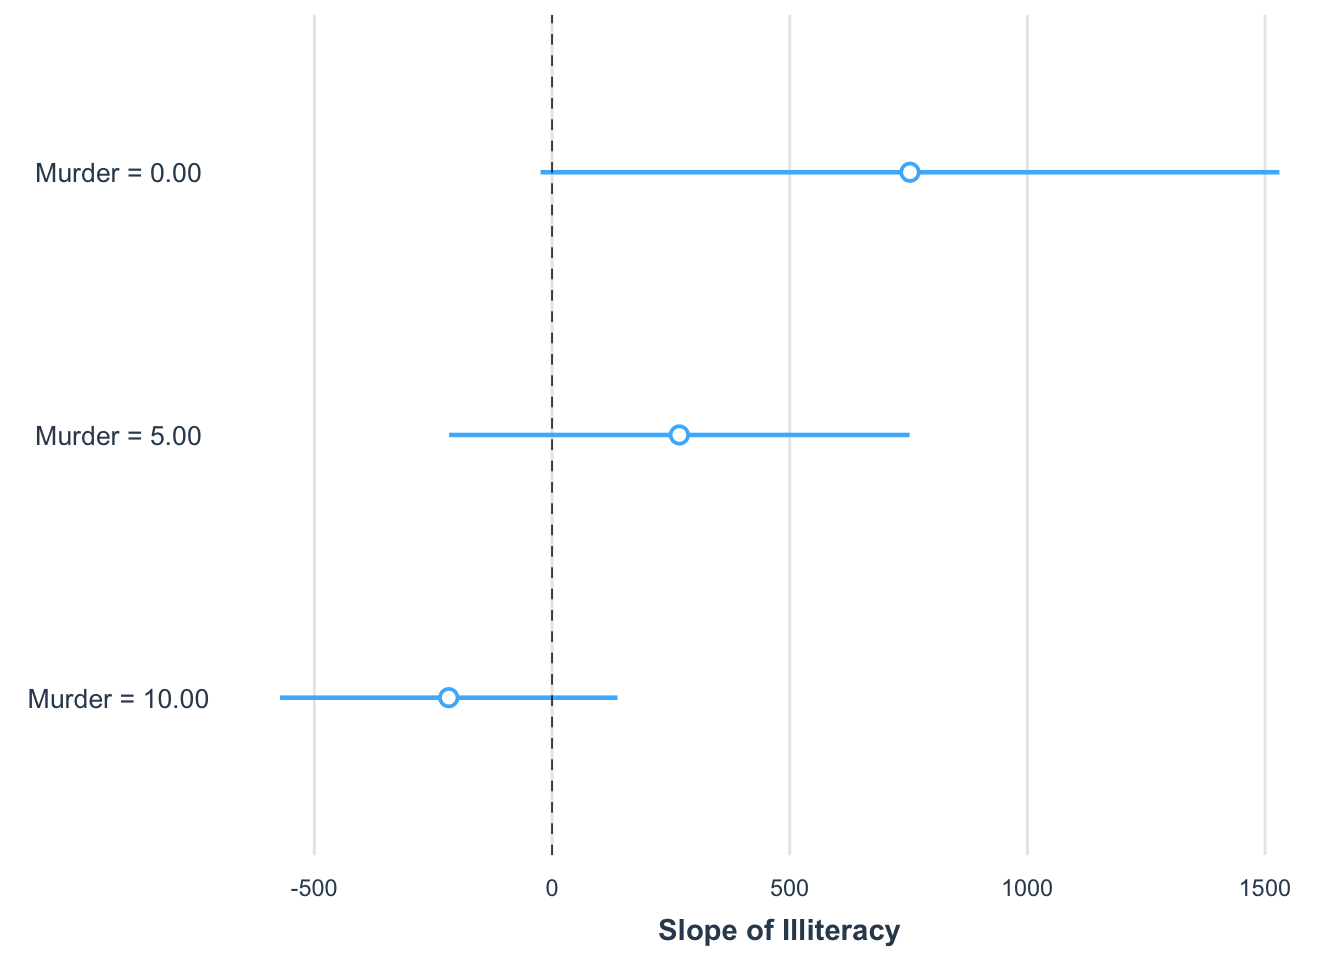 Murder = 0.00
Murder = 5.00
Murder = 10.00
-500 0 500 1000 1500
Slope of Illiteracy